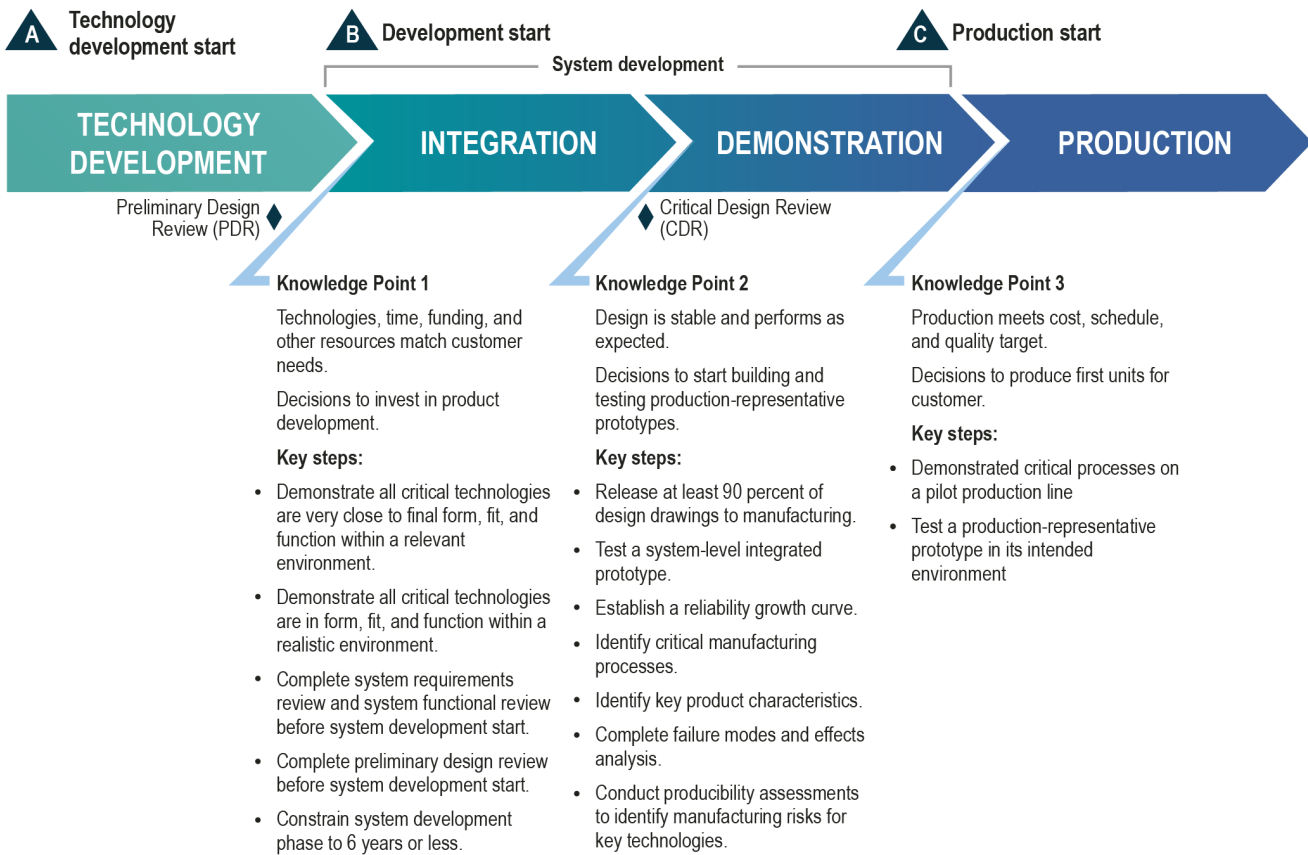 A
Technology
development start
B
Development start
C
Production start
System development
TECHNOLOGY
DEVELOPMENT
INTEGRATION
DEMONSTRATION
PRODUCTION
Preliminary Design
Review (PDR)
Critical Design Review
(CDR)
Knowledge Point 1
Technologies, time, funding, and
other resources match customer
needs.
Decisions to invest in product
development.
Key steps:
• Demonstrate all critical technologies
are very close to final form, fit, and
function within a relevant
environment.
• Demonstrate all critical technologies
are in form, fit, and function within a
realistic environment.
• Complete system requirements
review and system functional review
before system development start.
• Complete preliminary design review
before system development start.
• Constrain system development
phase to 6 years or less.
Knowledge Point 2
Design is stable and performs as
expected.
Decisions to start building and
testing production-representative
prototypes.
Key steps:
• Release at least 90 percent of
design drawings to manufacturing.
• Test a system-level integrated
prototype.
• Establish a reliability growth curve.
• Identify critical manufacturing
processes.
• Identify key product characteristics.
• Complete failure modes and effects
analysis.
• Conduct producibility assessments
to identify manufacturing risks for
key technologies.
Knowledge Point 3
Production meets cost, schedule,
and quality target.
Decisions to produce first units for
customer.
Key steps:
• Demonstrated critical processes on
a pilot production line
• Test a production-representative
prototype in its intended
environment